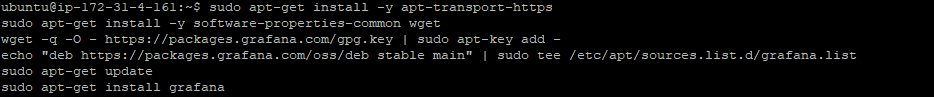 ubuntu@ip-172-31-4-161:~$ sudo apt-get install -y apt-transport-https
sudo apt-get install -y software-properties-common wget
wget -q -O - https://packages.grafana.com/gpg.key | sudo apt-key add -
echo "deb https://packages.grafana.com/oss/deb stable main" | sudo tee /etc/apt/sources.list.d/grafana.list
sudo apt-get update
sudo apt-get install grafana